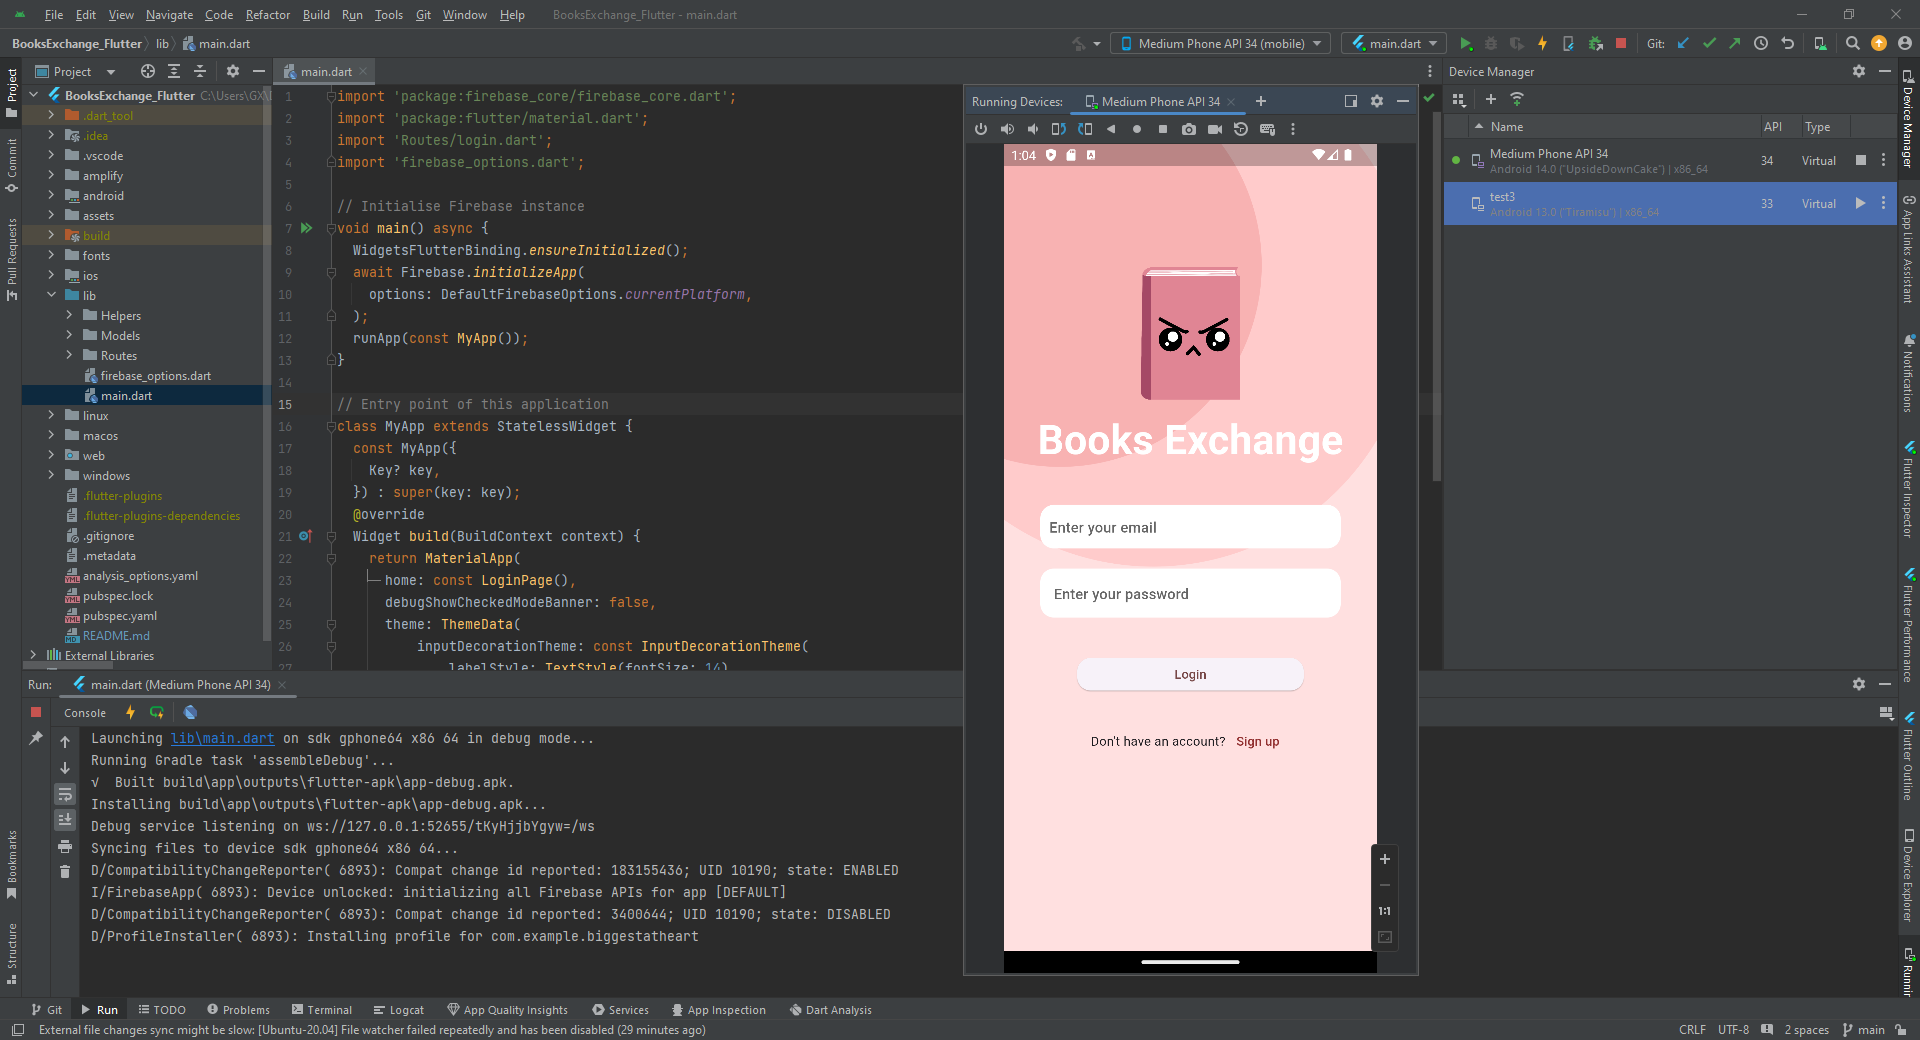 File Edit View Navigate Code Refactor Build Run Tools Git Window Help BooksExchange_Flutter - main.dart
BooksExchange_Flutter lib main.dart
Medium Phone API 34 (mobile) main.dart Git:
Project
main.dart
Device Manager
BooksExchange_Flutter C:\Users\GX\
.dart_tool
.idea
.vscode
amplify
android
assets
build
fonts
ios
lib
Helpers
Models
Routes
firebase_options.dart
main.dart
linux
macos
web
windows
.flutter-plugins
.flutter-plugins-dependencies
.gitignore
.metadata
analysis_options.yaml
pubspec.lock
pubspec.yaml
README.md
External Libraries
1 import 'package:firebase_core/firebase_core.dart';
2 import 'package:flutter/material.dart';
3 import 'Routes/login.dart';
4 import 'firebase_options.dart';
5
6 // Initialise Firebase instance
7 void main() async {
8 WidgetsFlutterBinding.ensureInitialized();
9 await Firebase.initializeApp(
10 options: DefaultFirebaseOptions.currentPlatform,
11 );
12 runApp(const MyApp());
13 }
14
15 // Entry point of this application
16 class MyApp extends StatelessWidget {
17 const MyApp({
18 Key? key,
19 }) : super(key: key);
20 @override
21 Widget build(BuildContext context) {
22 return MaterialApp(
23 home: const LoginPage(),
24 debugShowCheckedModeBanner: false,
25 theme: ThemeData(
26 inputDecorationTheme: const InputDecorationTheme(
27 labelStyle: TextStyle(fontSize: 14)
Running Devices: Medium Phone API 34
1:04
Books Exchange
Enter your email
Enter your password
Login
Don't have an account? Sign up
1:1
Name API Type
Medium Phone API 34
Android 14.0 ("UpsideDownCake") | x86_64
34 Virtual
test3
Android 13.0 ("Tiramisu") | x86_64
33 Virtual
Project
Commit
Pull Requests
Bookmarks
Structure
Device Manager
App Links Assistant
Notifications
Flutter Inspector
Flutter Performance
Flutter Outline
Device Explorer
Runnin
Run: main.dart (Medium Phone API 34)
Console
Launching lib\main.dart on sdk gphone64 x86 64 in debug mode...
Running Gradle task 'assembleDebug'...
√ Built build\app\outputs\flutter-apk\app-debug.apk.
Installing build\app\outputs\flutter-apk\app-debug.apk...
Debug service listening on ws://127.0.0.1:52655/tKyHjjbYgyw=/ws
Syncing files to device sdk gphone64 x86 64...
D/CompatibilityChangeReporter( 6893): Compat change id reported: 183155436; UID 10190; state: ENABLED
I/FirebaseApp( 6893): Device unlocked: initializing all Firebase APIs for app [DEFAULT]
D/CompatibilityChangeReporter( 6893): Compat change id reported: 3400644; UID 10190; state: DISABLED
D/ProfileInstaller( 6893): Installing profile for com.example.biggestatheart
Git Run TODO Problems Terminal Logcat App Quality Insights Services App Inspection Dart Analysis
External file changes sync might be slow: [Ubuntu-20.04] File watcher failed repeatedly and has been disabled (29 minutes ago)
CRLF UTF-8 2 spaces main